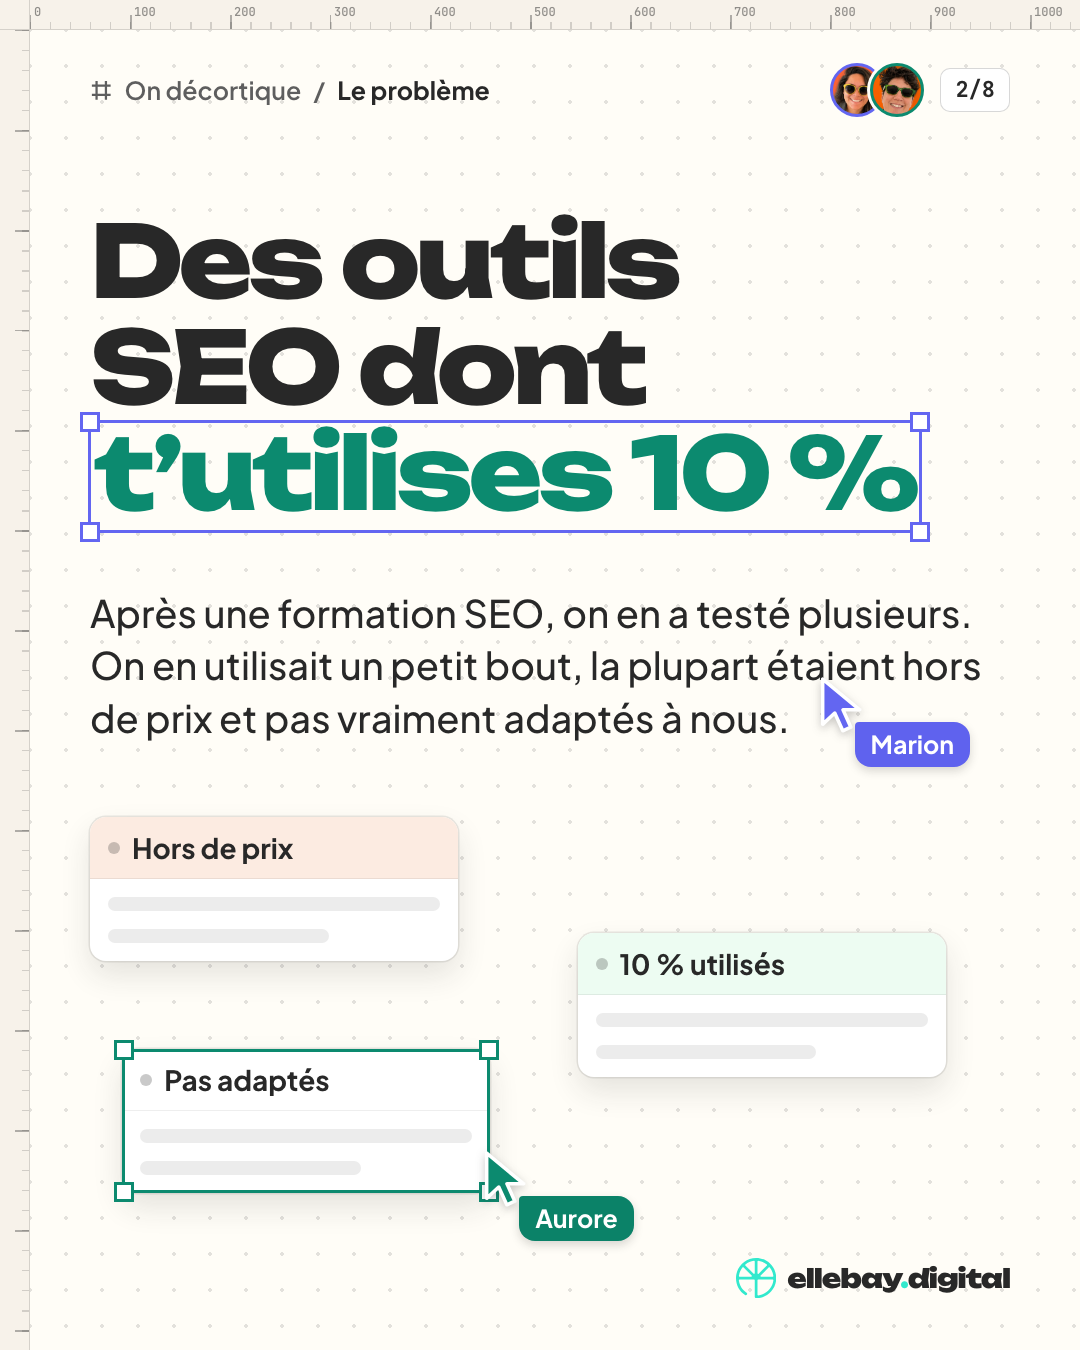 0 100 200 300 400 500 600 700 800 900 1000
On décortique / Le problème
2/8
Des outils
SEO dont
t’utilises 10 %
Après une formation SEO, on en a testé plusieurs.
On en utilisait un petit bout, la plupart étaient hors
de prix et pas vraiment adaptés à nous.
Marion
Hors de prix
10 % utilisés
Pas adaptés
Aurore
ellebay.digital